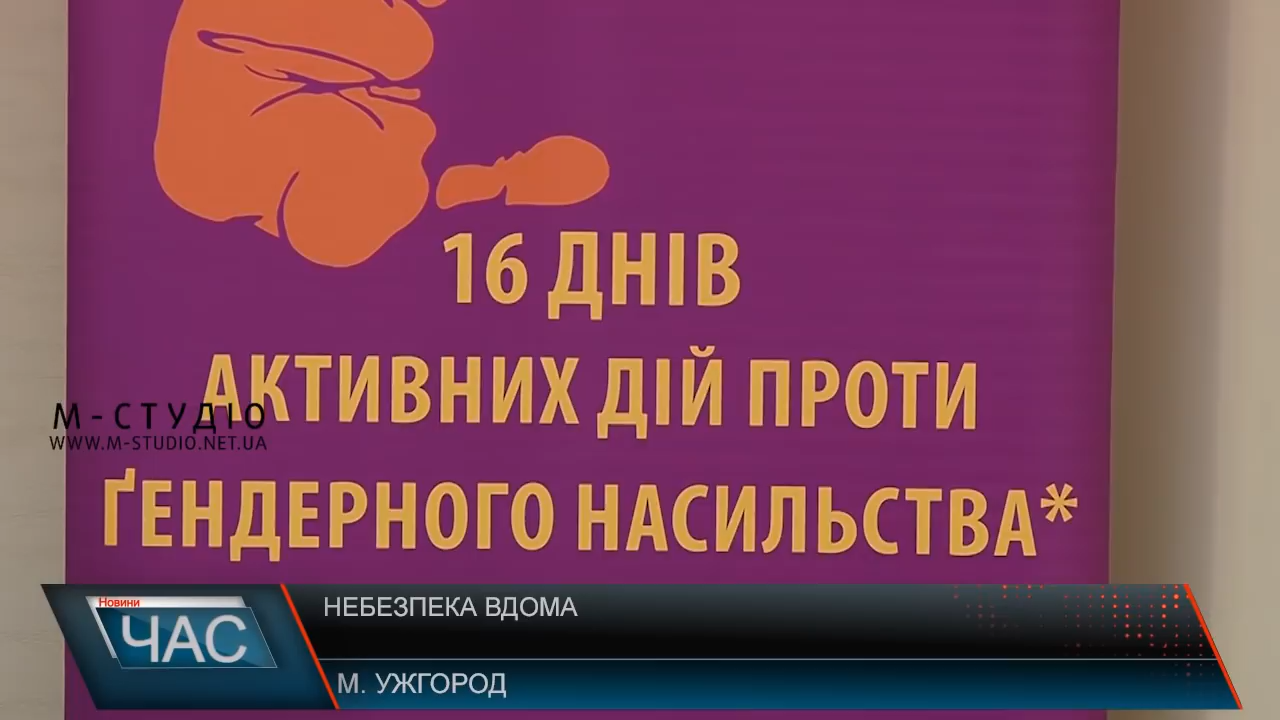 16 ДНІВ
АКТИВНИХ ДІЙ ПРОТИ
ҐЕНДЕРНОГО НАСИЛЬСТВА*
М-СТУДІО
WWW.M-STUDIO.NET.UA
Новини
ЧАС
НЕБЕЗПЕКА ВДОМА
М. УЖГОРОД